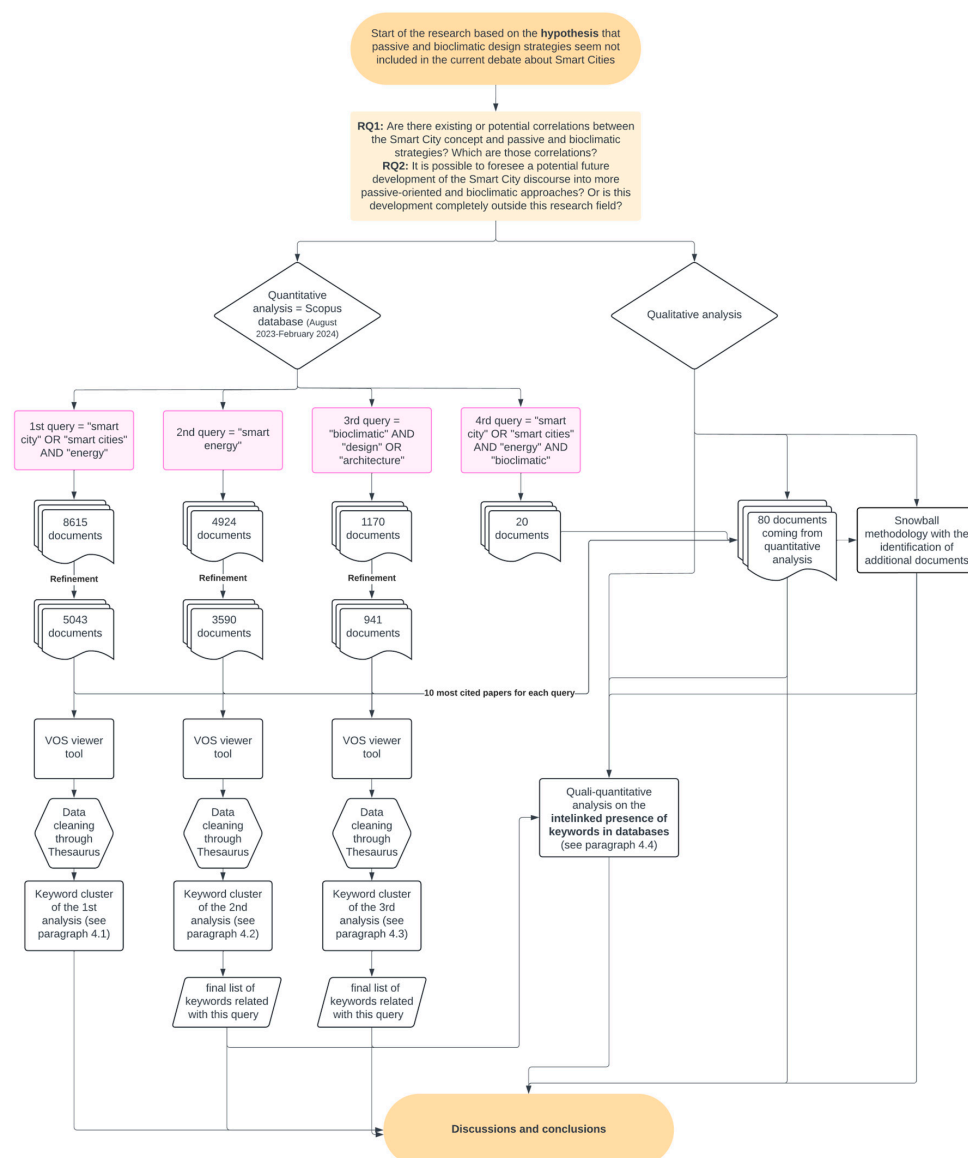 Start of the research based on the hypothesis that
passive and bioclimatic design strategies seem not
included in the current debate about Smart Cities
RQ1: Are there existing or potential correlations between
the Smart City concept and passive and bioclimatic
strategies? Which are those correlations?
RQ2: It is possible to foresee a potential future
development of the Smart City discourse into more
passive-oriented and bioclimatic approaches? Or is this
development completely outside this research field?
Quantitative
analysis = Scopus
database (August
2023-February 2024)
Qualitative analysis
1st query = "smart
city" OR "smart cities"
AND "energy"
2nd query = "smart
energy"
3rd query =
"bioclimatic" AND
"design" OR
"architecture"
4rd query = "smart
city" OR "smart cities"
AND "energy" AND
"bioclimatic"
8615
documents
4924
documents
1170
documents
20
documents
80 documents
coming from
quantitative
analysis
Snowball
methodology with the
identification of
additional documents
Refinement
Refinement
Refinement
5043
documents
3590
documents
941
documents
10 most cited papers for each query
VOS viewer
tool
VOS viewer
tool
VOS viewer
tool
Data
cleaning
through
Thesaurus
Data
cleaning
through
Thesaurus
Data
cleaning
through
Thesaurus
Quali-quantitative
analysis on the
intelinked presence of
keywords in databases
(see paragraph 4.4)
Keyword cluster
of the 1st
analysis (see
paragraph 4.1)
Keyword cluster
of the 2nd
analysis (see
paragraph 4.2)
Keyword cluster
of the 3rd
analysis (see
paragraph 4.3)
final list of
keywords related
with this query
final list of
keywords related
with this query
Discussions and conclusions